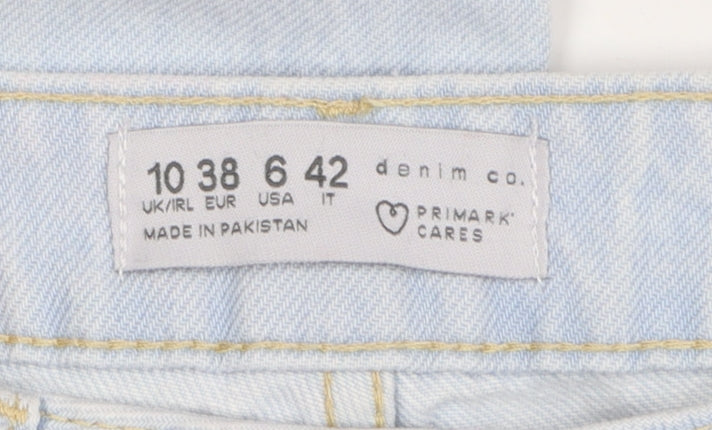 10 38 6 42
UK/IRL EUR USA IT
MADE IN PAKISTAN
denim co.
PRIMARK
CARES